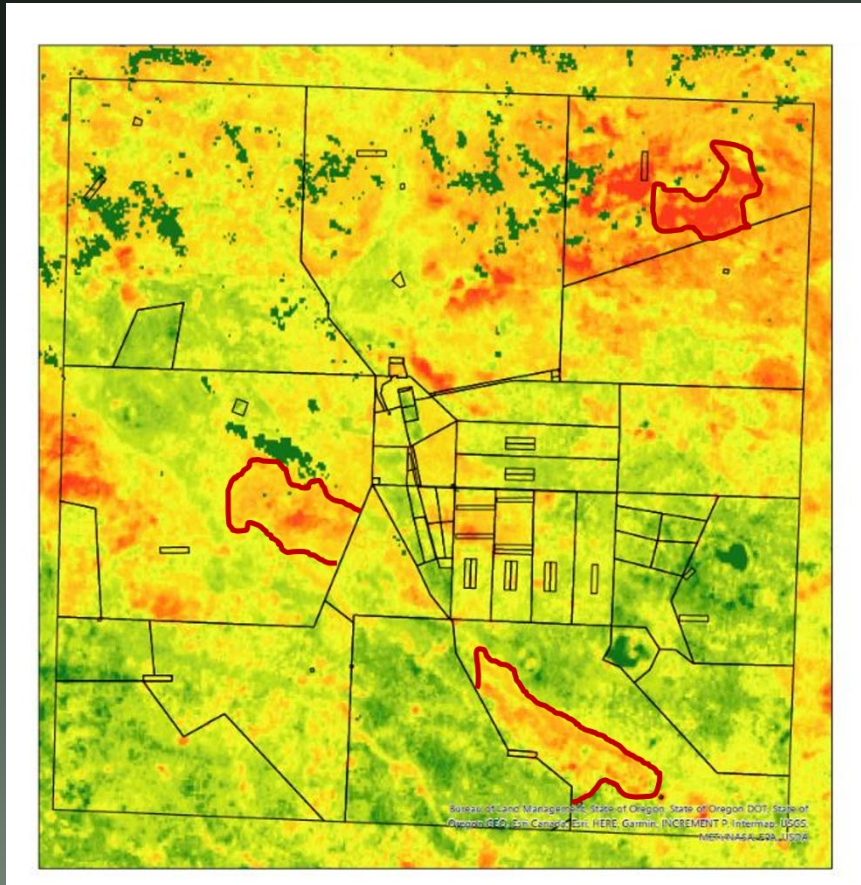 Bureau of Land Management, State of Oregon, State of Oregon DOT, State of
Oregon GEO, Esri Canada, Esri, HERE, Garmin, INCREMENT P, Intermap, USGS,
METI/NASA, EPA, USDA